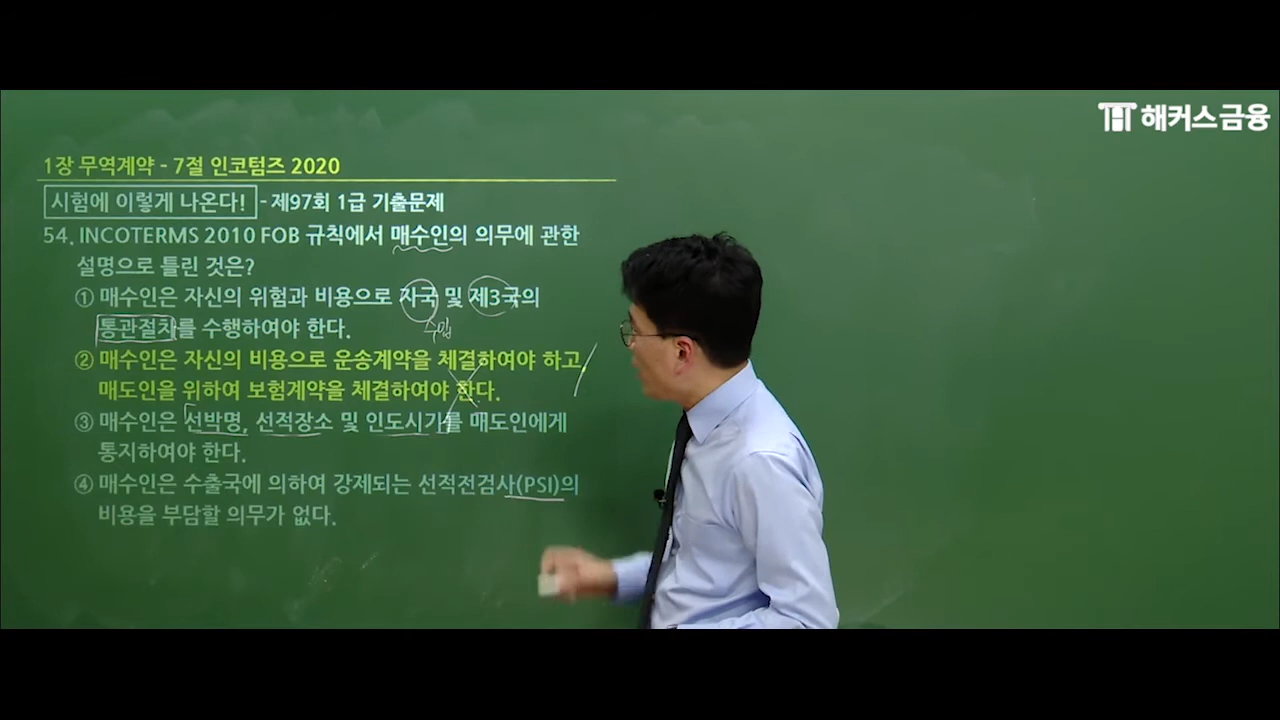 해커스금융
1장 무역계약 - 7절 인코텀즈 2020
시험에 이렇게 나온다! - 제97회 1급 기출문제
54. INCOTERMS 2010 FOB 규칙에서 매수인의 의무에 관한
설명으로 틀린 것은?
① 매수인은 자신의 위험과 비용으로 자국 및 제3국의
통관절차를 수행하여야 한다.
수입
② 매수인은 자신의 비용으로 운송계약을 체결하여야 하고,
매도인을 위하여 보험계약을 체결하여야 한다.
③ 매수인은 선박명, 선적장소 및 인도시기를 매도인에게
통지하여야 한다.
④ 매수인은 수출국에 의하여 강제되는 선적전검사(PSI)의
비용을 부담할 의무가 없다.